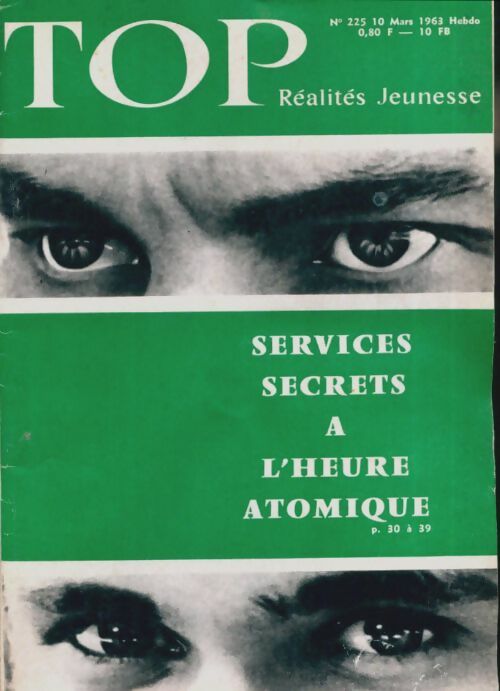 TOP
N° 225 10 Mars 1963 Hebdo
0,80 F — 10 FB
Réalités Jeunesse
SERVICES
SECRETS
A
L'HEURE
ATOMIQUE
p. 30 à 39